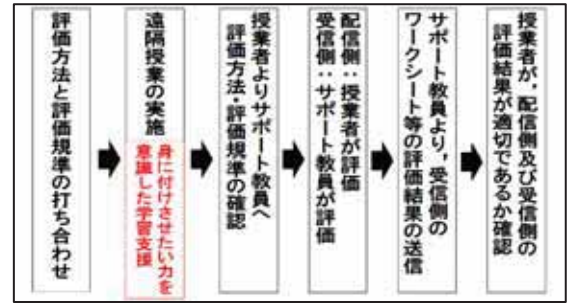 評価方法と評価規準の打ち合わせ
遠隔授業の実施
身に付けさせたい力を
意識した学習支援
授業者よりサポート教員へ
評価方法・評価規準の確認
配信側:授業者が評価
受信側:サポート教員が評価
サポート教員より,受信側の
ワークシート等の評価結果の送信
授業者が,配信側及び受信側の
評価結果が適切であるか確認